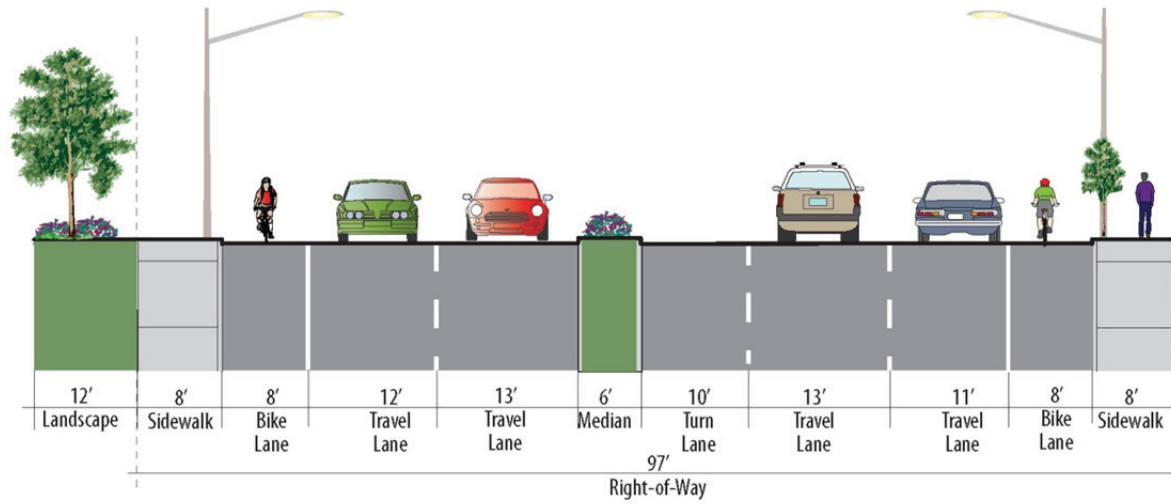 12’ 8’ 8’ 12’ 13’ 6’ 10’ 13’ 11’ 8’ 8’
Landscape Sidewalk Bike Travel Travel Median Turn Travel Travel Bike Sidewalk
Lane Lane Lane Lane Lane Lane Lane
97’
Right-of-Way